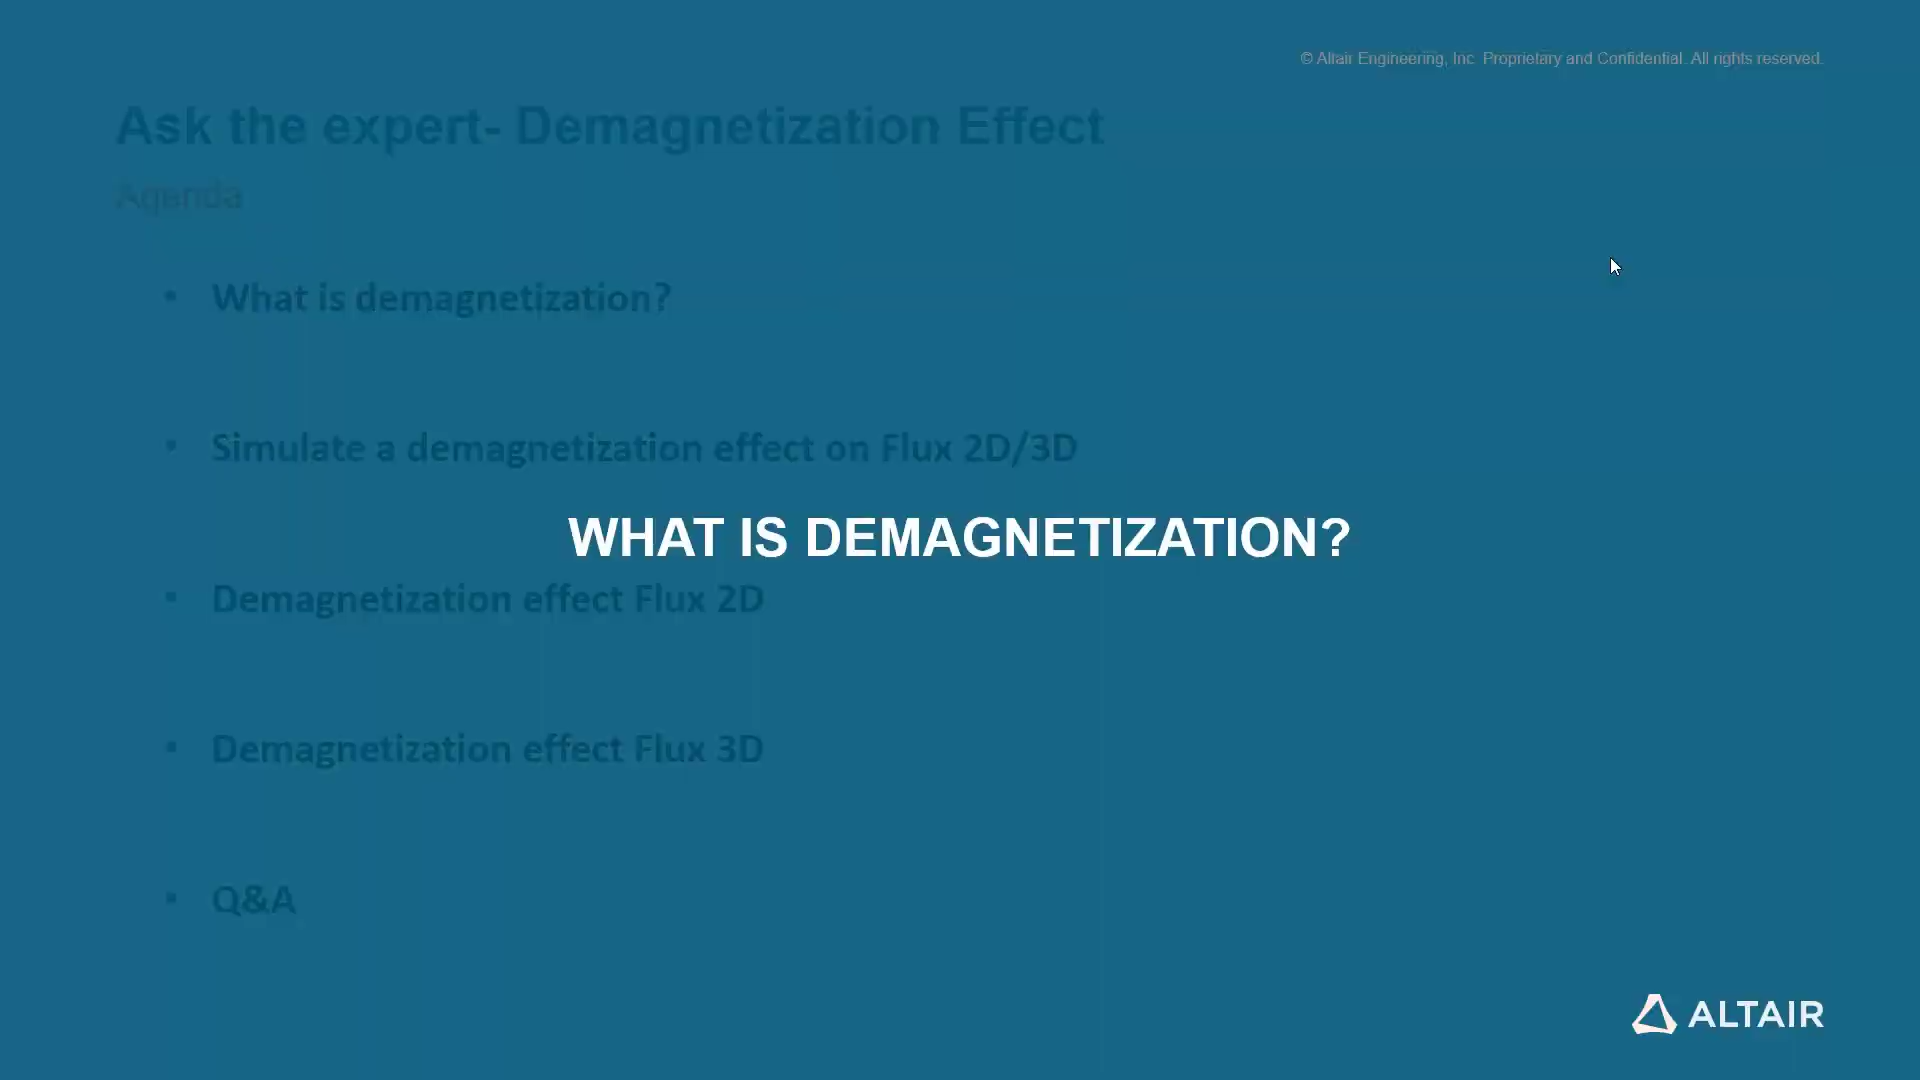 © Altair Engineering, Inc. Proprietary and Confidential. All rights reserved.
Ask the expert- Demagnetization Effect
Agenda
• What is demagnetization?
• Simulate a demagnetization effect on Flux 2D/3D
WHAT IS DEMAGNETIZATION?
• Demagnetization effect Flux 2D
• Demagnetization effect Flux 3D
• Q&A
ALTAIR